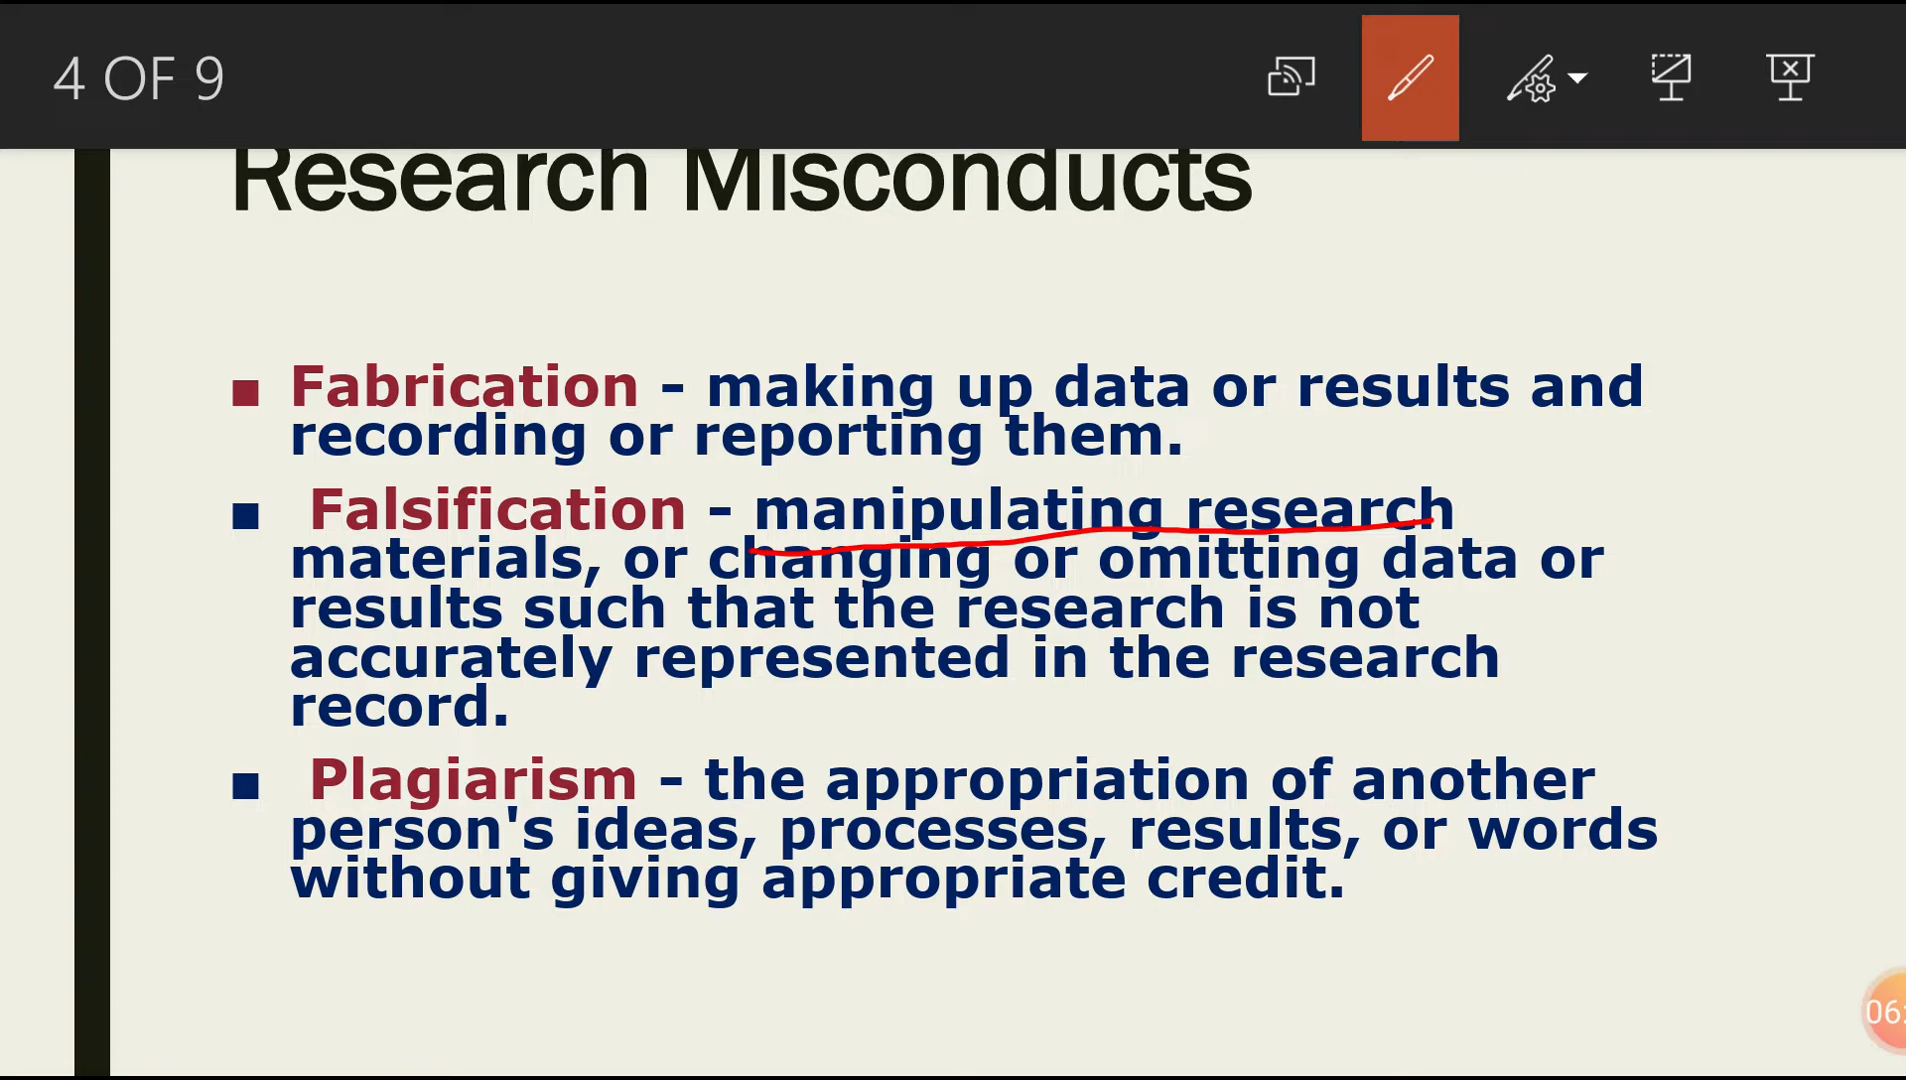 4 OF 9
Research Misconducts
■ Fabrication - making up data or results and
recording or reporting them.
■ Falsification - manipulating research
materials, or changing or omitting data or
results such that the research is not
accurately represented in the research
record.
■ Plagiarism - the appropriation of another
person's ideas, processes, results, or words
without giving appropriate credit.
06: